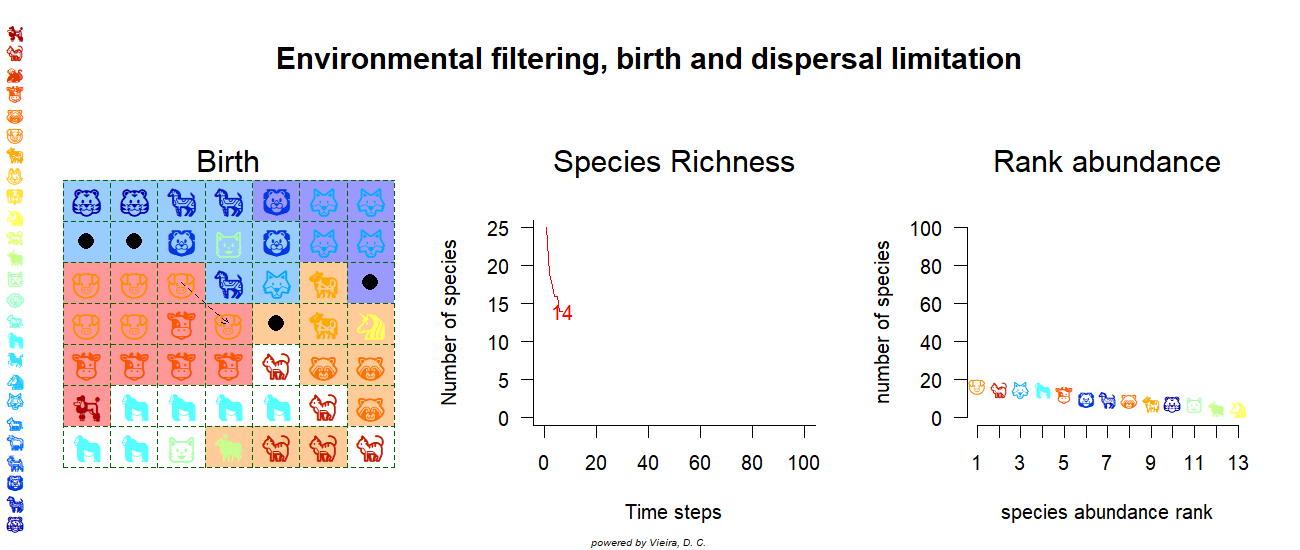 Environmental filtering, birth and dispersal limitation
Birth
Species Richness
Rank abundance
Number of species
25
20
15
10
5
0
14
0 20 40 60 80 100
Time steps
number of species
100
80
60
40
20
0
1 3 5 7 9 11 13
species abundance rank
powered by Vieira, D. C.